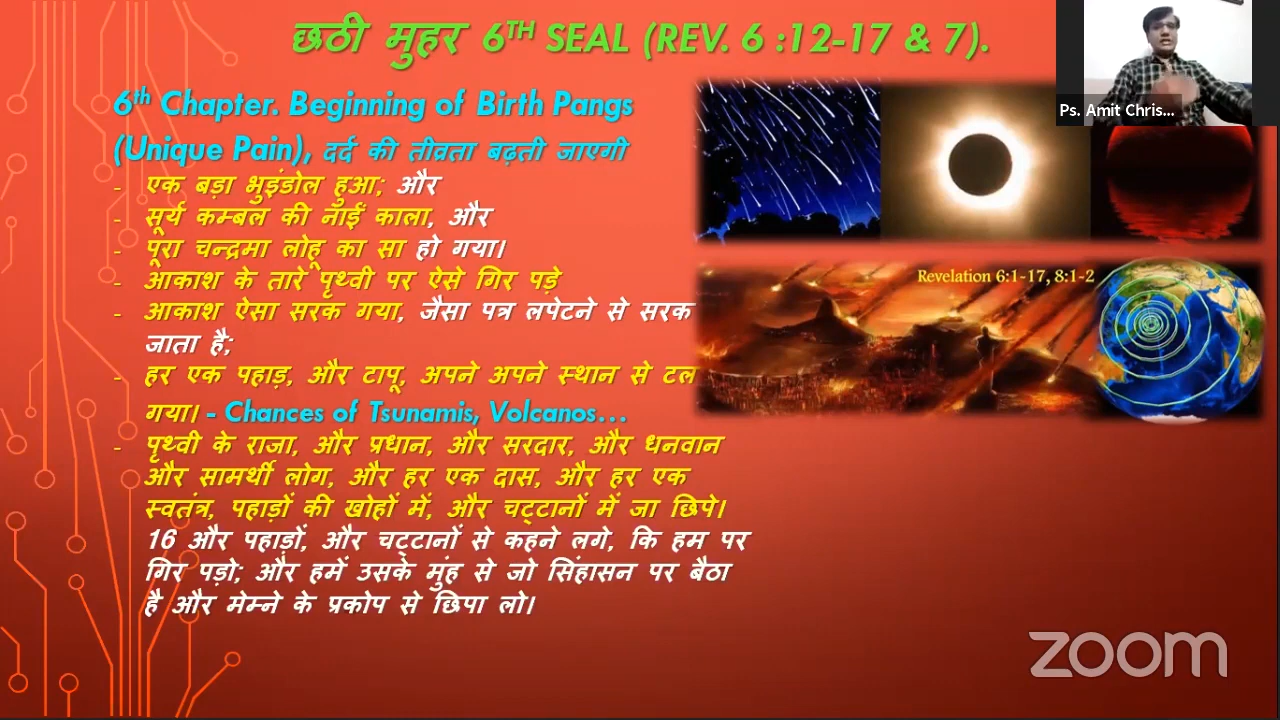 छठी मुहर 6TH SEAL (REV. 6 :12-17 & 7).
Ps. Amit Chris...
6th Chapter. Beginning of Birth Pangs
(Unique Pain), दर्द की तीव्रता बढ़ती जाएगी
- एक बड़ा भुइंडोल हुआ; और
- सूर्य कम्बल की नाईं काला, और
- पूरा चन्द्रमा लोहू का सा हो गया।
- आकाश के तारे पृथ्वी पर ऐसे गिर पड़े
- आकाश ऐसा सरक गया, जैसा पत्र लपेटने से सरक
जाता है;
- हर एक पहाड़, और टापू, अपने अपने स्थान से टल
गया। - Chances of Tsunamis, Volcanos...
- पृथ्वी के राजा, और प्रधान, और सरदार, और धनवान
और सामर्थी लोग, और हर एक दास, और हर एक
स्वतंत्र, पहाड़ों की खोहों में, और चट्टानों में जा छिपे।
16 और पहाड़ों, और चट्टानों से कहने लगे, कि हम पर
गिर पड़ो; और हमें उसके मुंह से जो सिंहासन पर बैठा
है और मेम्ने के प्रकोप से छिपा लो।
Revelation 6:1-17, 8:1-2
zoom